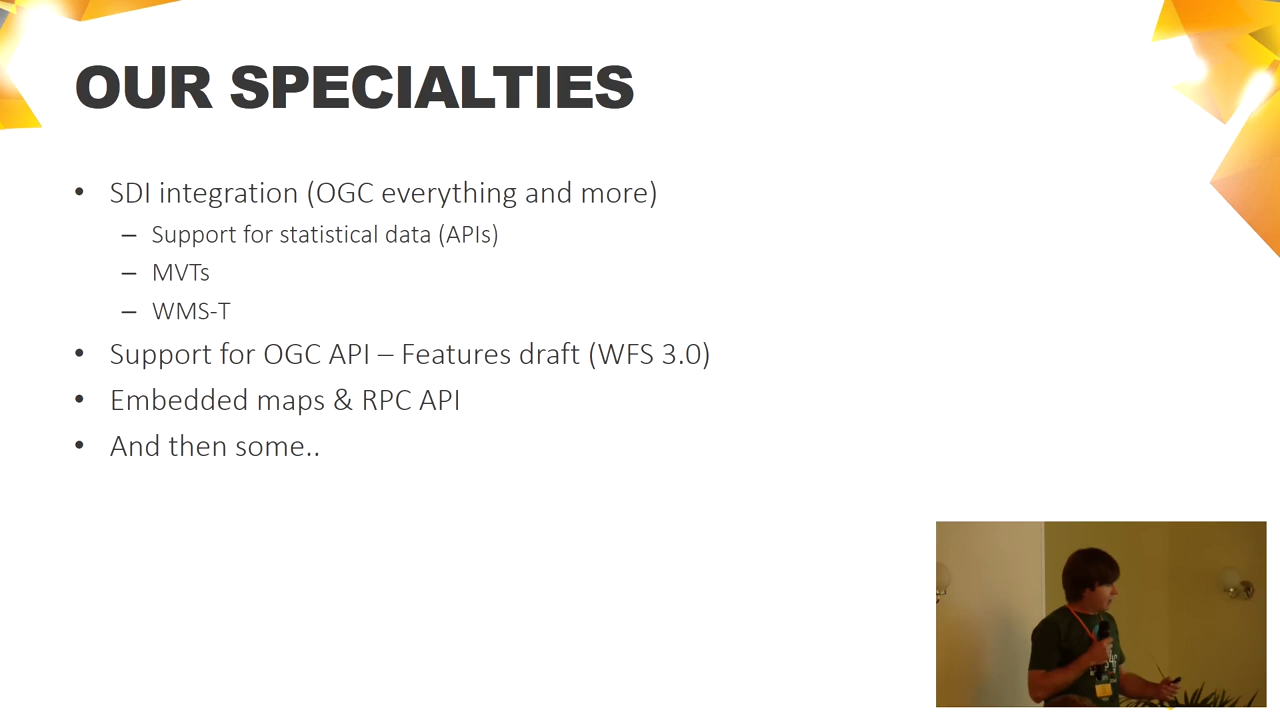 OUR SPECIALTIES
• SDI integration (OGC everything and more)
– Support for statistical data (APIs)
– MVTs
– WMS-T
• Support for OGC API – Features draft (WFS 3.0)
• Embedded maps & RPC API
• And then some..